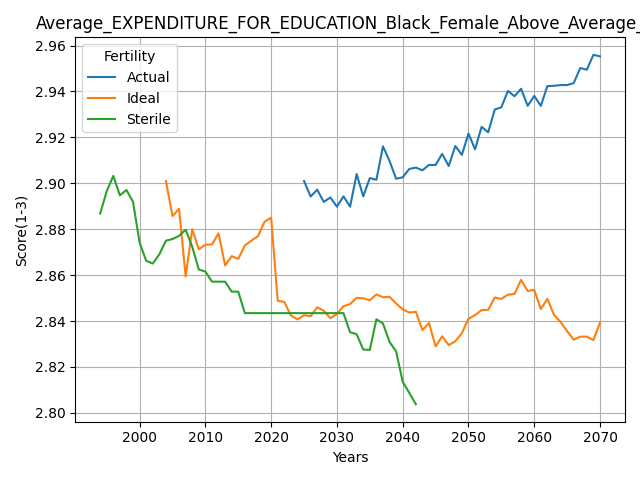 Average_EXPENDITURE_FOR_EDUCATION_Black_Female_Above_Average_
Fertility
Actual
Ideal
Sterile
Score(1-3)
2.96
2.94
2.92
2.90
2.88
2.86
2.84
2.82
2.80
2000 2010 2020 2030 2040 2050 2060 2070
Years